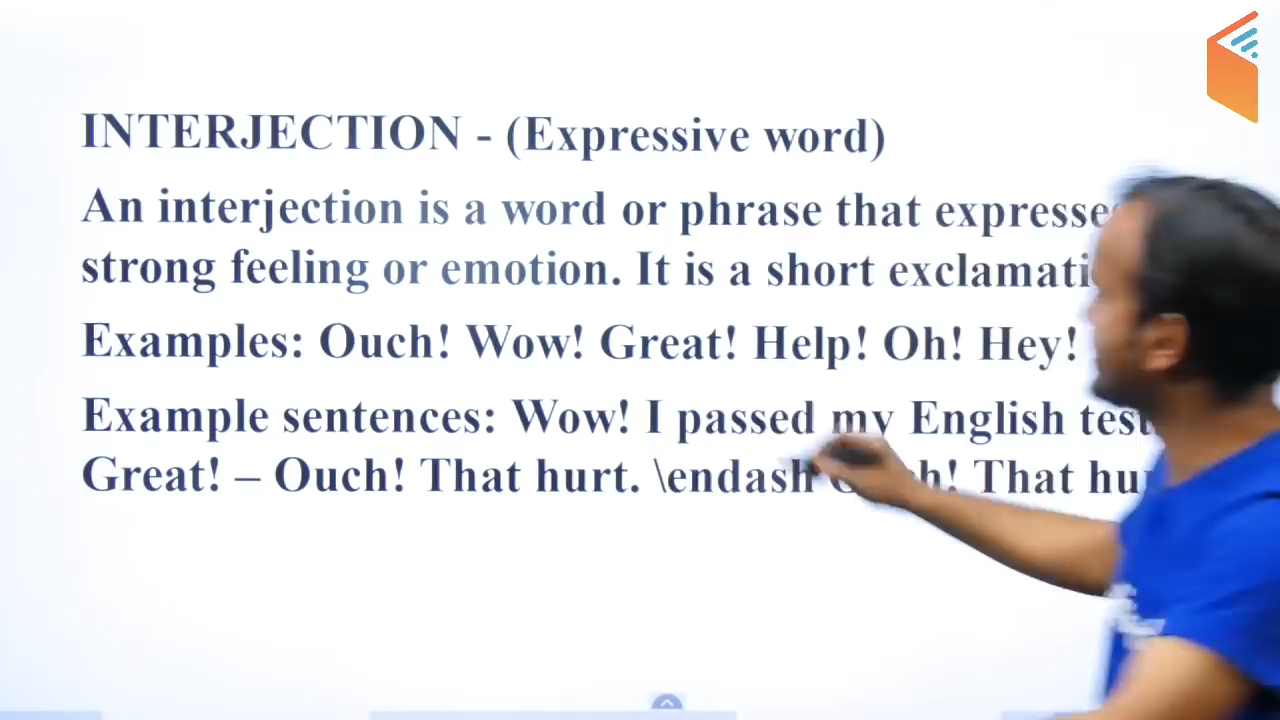 INTERJECTION - (Expressive word)
An interjection is a word or phrase that expresse
strong feeling or emotion. It is a short exclamati
Examples: Ouch! Wow! Great! Help! Oh! Hey!
Example sentences: Wow! I passed my English test
Great! – Ouch! That hurt. \endash h! That hu